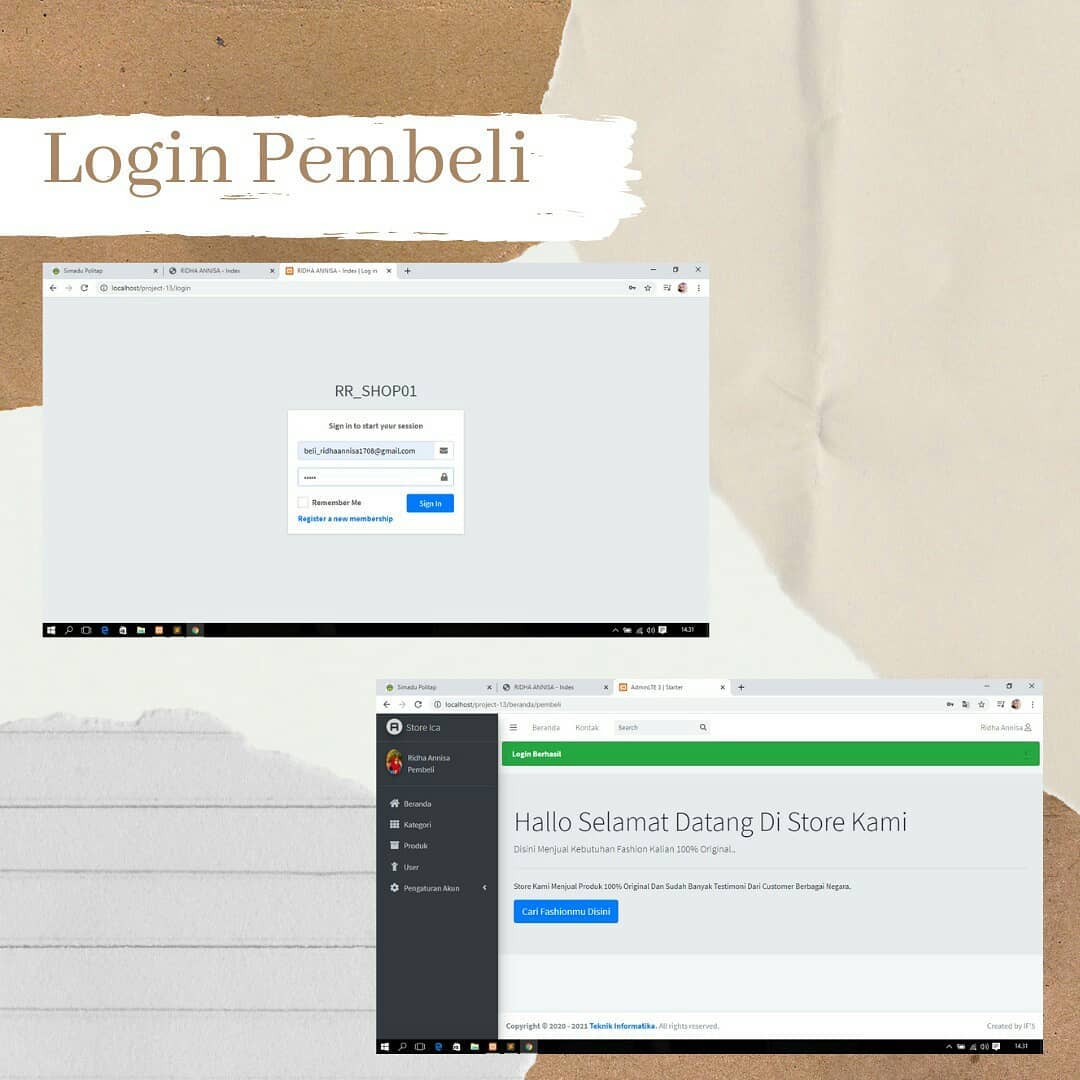 Login Pembeli
Simadu Politap
RIDHA ANNISA - Index
RIDHA ANNISA - Index | Log in
localhost/project-13/login
RR_SHOP01
Sign in to start your session
beli_ridhaannisa1708@gmail.com
Remember Me
Sign In
Register a new membership
14.31
Simadu Politap
RIDHA ANNISA - Index
AdminLTE 3 | Starter
localhost/project-13/beranda/pembeli
Store Ica
Beranda
Kontak
Search
Ridha Annisa
Ridha Annisa
Pembeli
Login Berhasil
Beranda
Kategori
Produk
User
Pengaturan Akun
Hallo Selamat Datang Di Store Kami
Disini Menjual Kebutuhan Fashion Kalian 100% Original..
Store Kami Menjual Produk 100% Original Dan Sudah Banyak Testimoni Dari Customer Berbagai Negara.
Cari Fashionmu Disini
Copyright © 2020 - 2021 Teknik Informatika. All rights reserved.
Created by IF'5
14.31